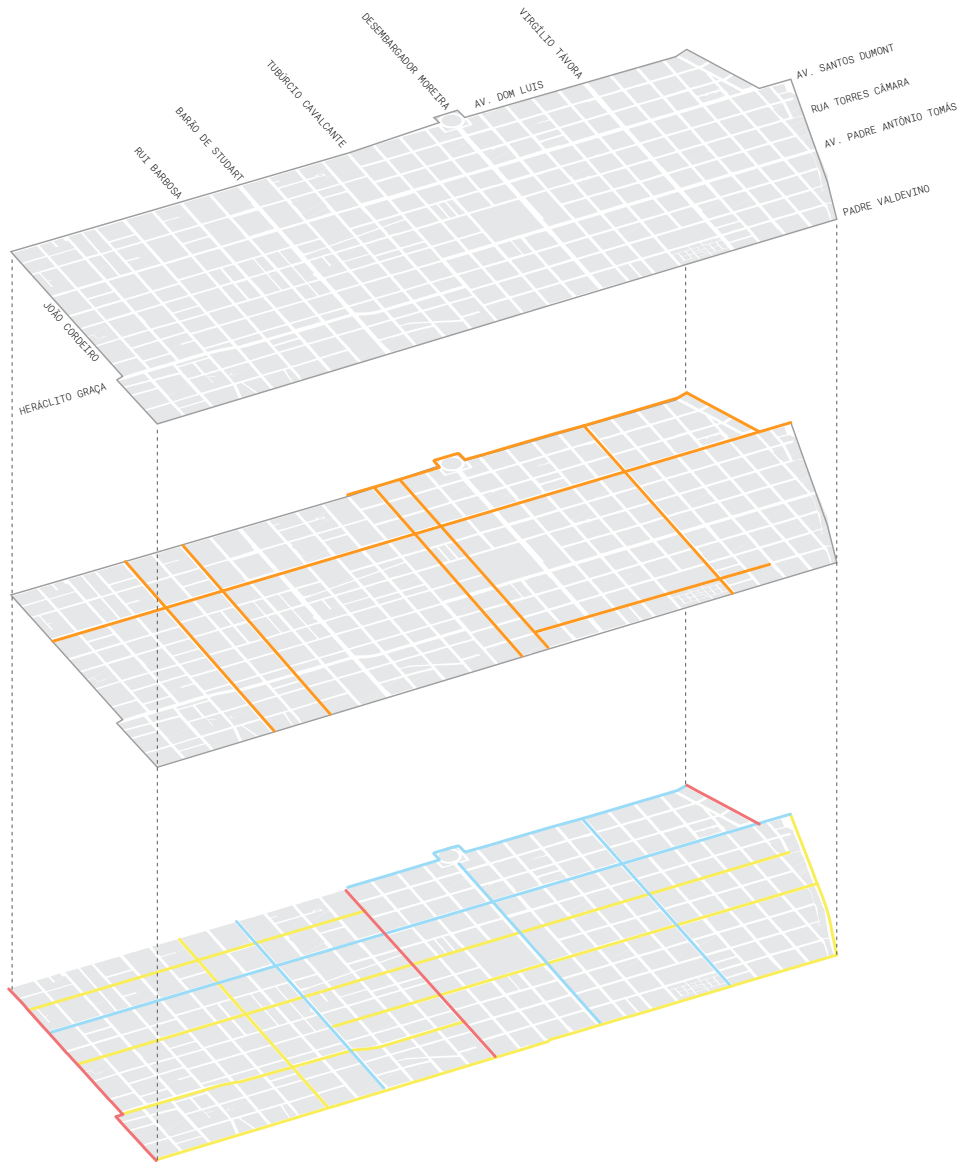 VIRGÍLIO TÁVORA
DESEMBARGADOR MOREIRA
AV. SANTOS DUMONT
AV. DOM LUIS
TUBÚRCIO CAVALCANTE
RUA TORRES CÂMARA
BARÃO DE STUDART
AV. PADRE ANTÔNIO TOMÁS
RUI BARBOSA
PADRE VALDEVINO
JOÃO CORDEIRO
HERÁCLITO GRAÇA